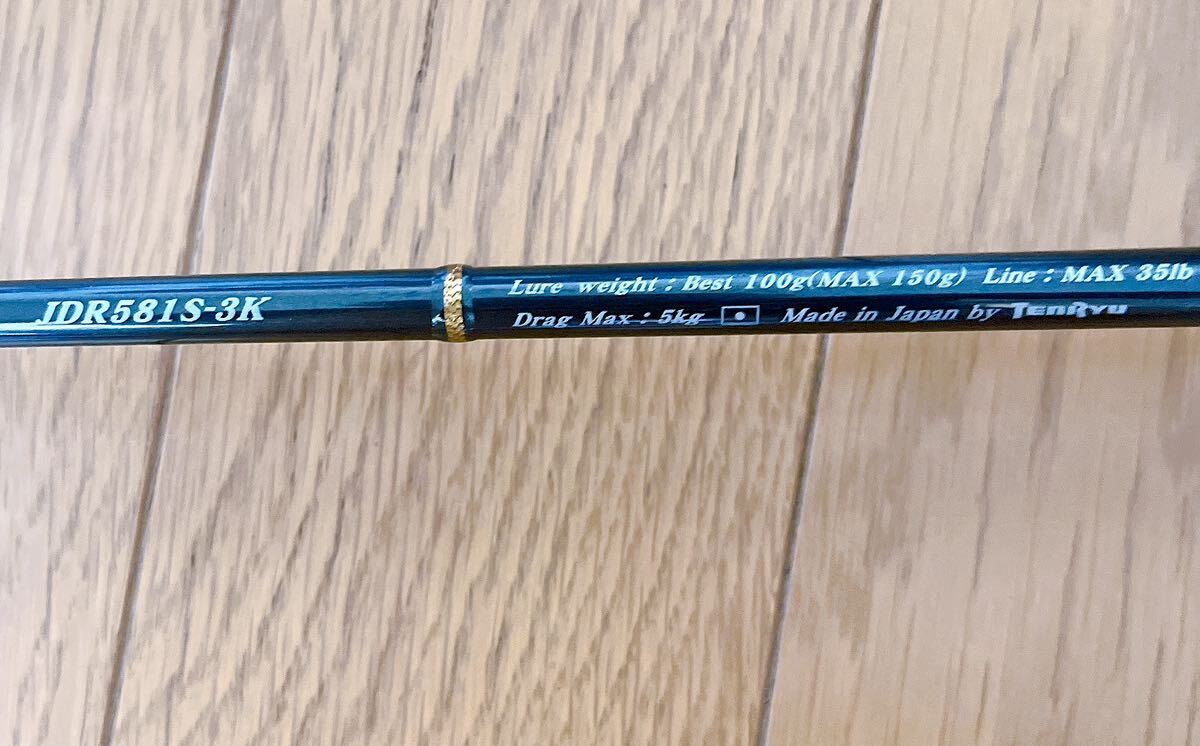 JDR581S-3K
Lure weight : Best 100g(MAX 150g) Line : MAX 35lb
Drag Max : 5kg Made in Japan by TENRYU